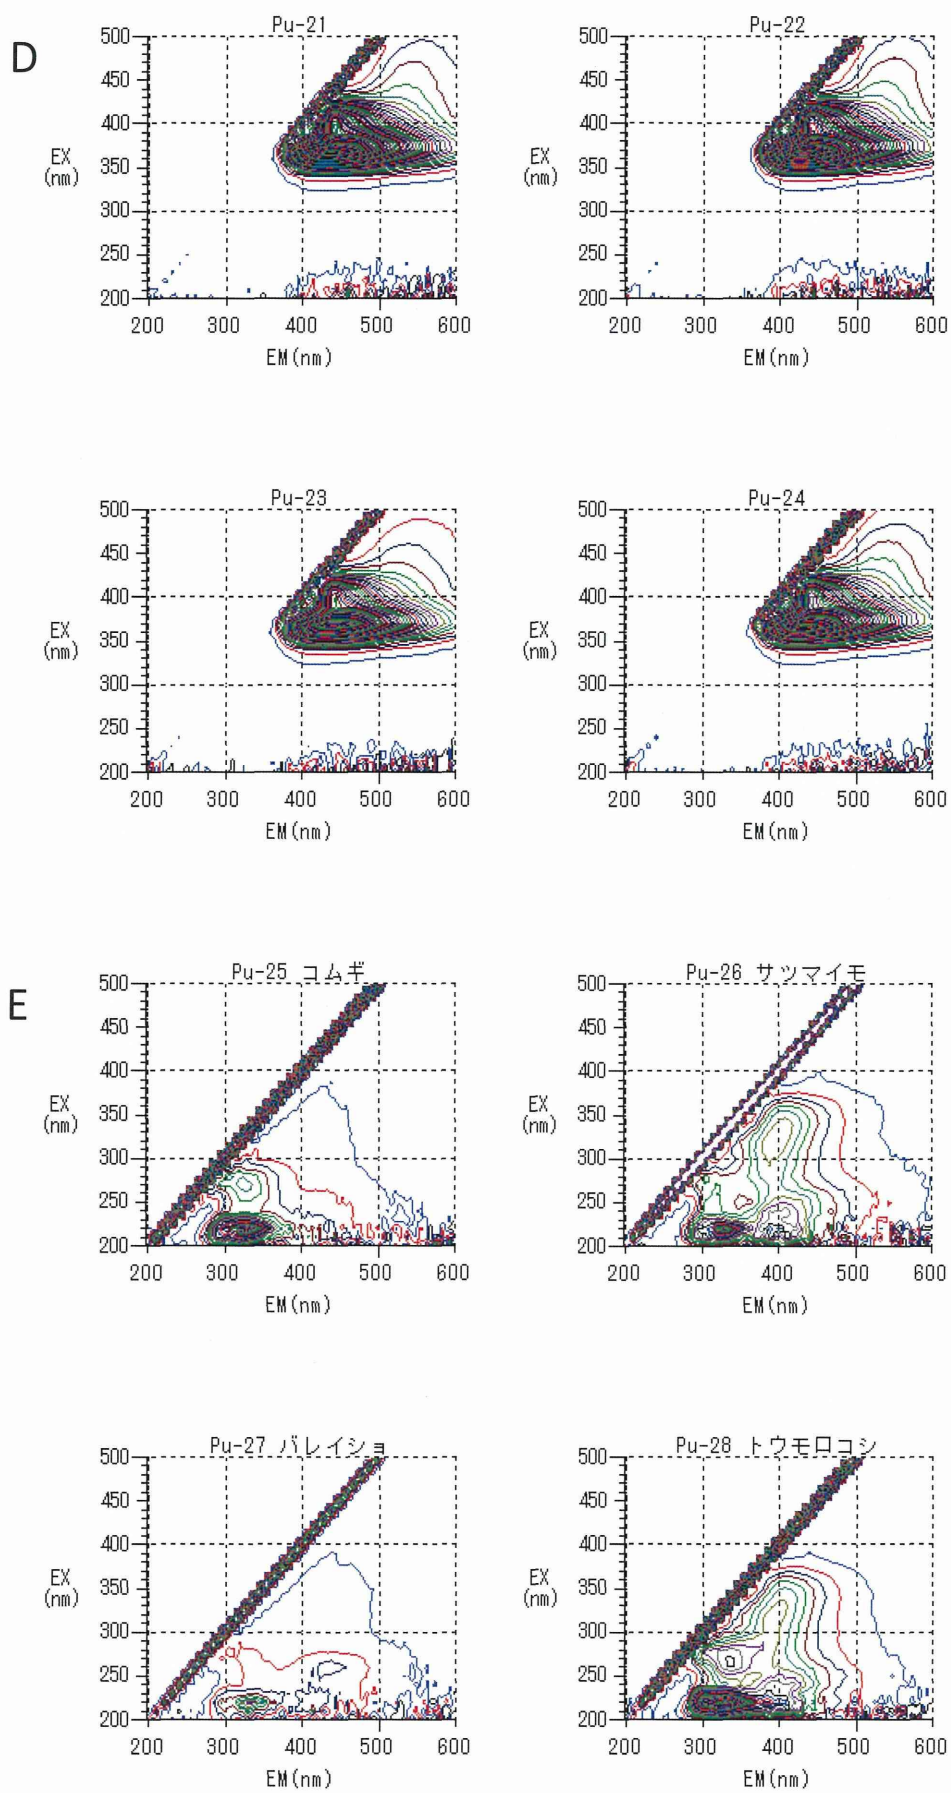 D
Pu-21
500
450
400
350
300
250
200
EX
(nm)
200 300 400 500 600
EM(nm)
Pu-22
500
450
400
350
300
250
200
EX
(nm)
200 300 400 500 600
EM(nm)
Pu-23
500
450
400
350
300
250
200
EX
(nm)
200 300 400 500 600
EM(nm)
Pu-24
500
450
400
350
300
250
200
EX
(nm)
200 300 400 500 600
EM(nm)
E
Pu-25 コムギ
500
450
400
350
300
250
200
EX
(nm)
200 300 400 500 600
EM(nm)
Pu-26 サツマイモ
500
450
400
350
300
250
200
EX
(nm)
200 300 400 500 600
EM(nm)
Pu-27 バレイショ
500
450
400
350
300
250
200
EX
(nm)
200 300 400 500 600
EM(nm)
Pu-28 トウモロコシ
500
450
400
350
300
250
200
EX
(nm)
200 300 400 500 600
EM(nm)